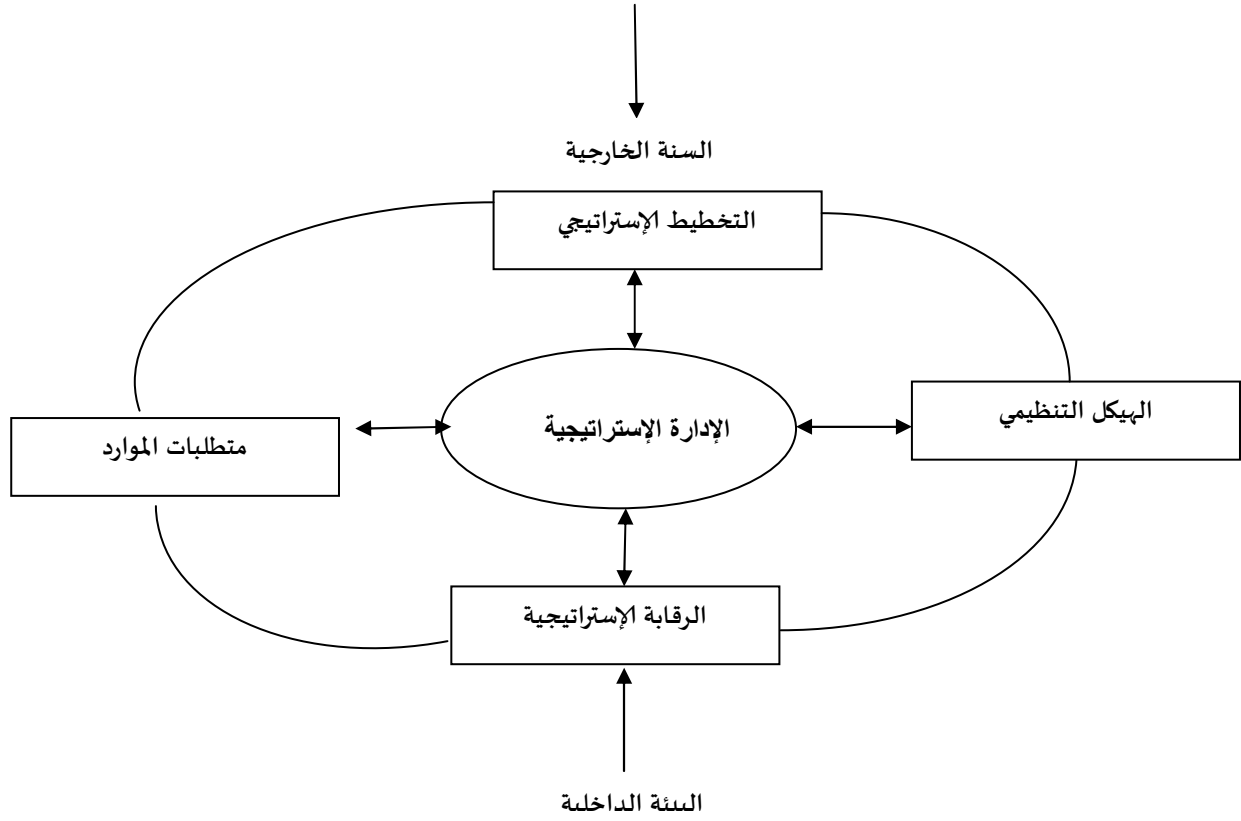 السنة الخارجية
التخطيط الإستراتيجي
الهيكل التنظيمي
الإدارة الإستراتيجية
متطلبات الموارد
الرقابة الإستراتيجية
البيئة الداخلية